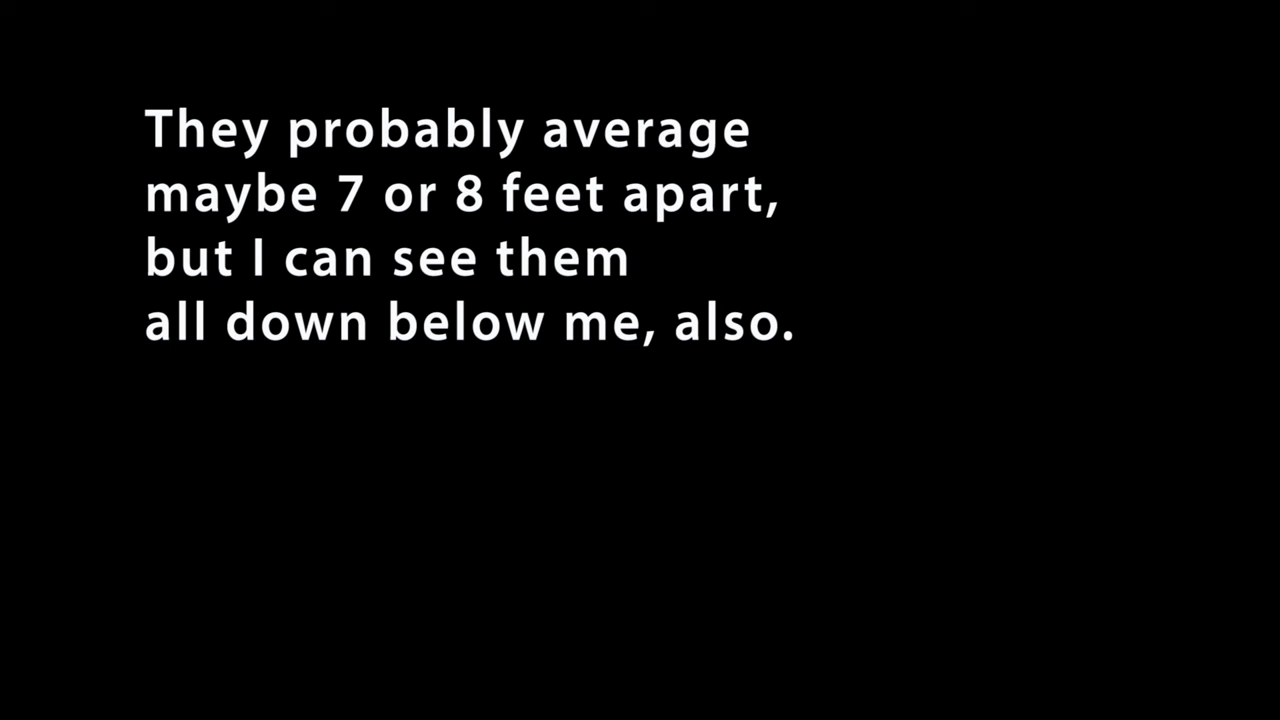 They probably average
maybe 7 or 8 feet apart,
but I can see them
all down below me, also.